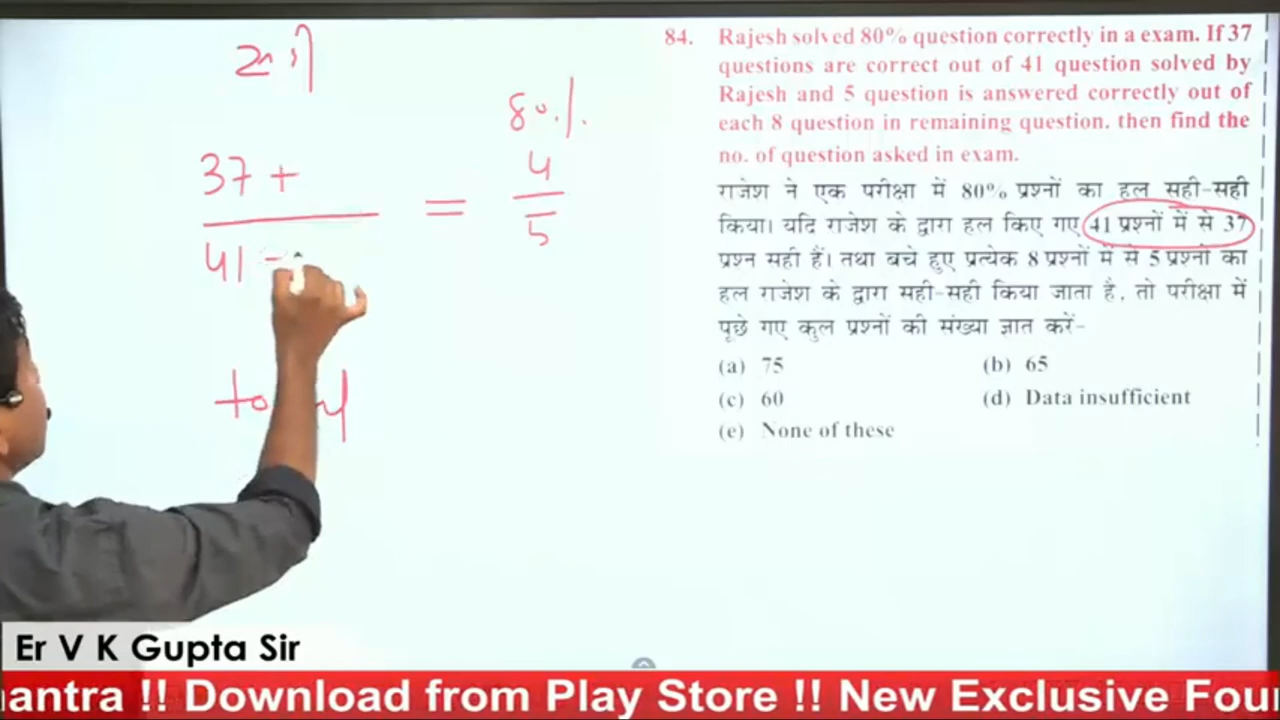 सही
80%
37 +
41
=
4
5
84. Rajesh solved 80% question correctly in a exam. If 37
questions are correct out of 41 question solved by
Rajesh and 5 question is answered correctly out of
each 8 question in remaining question. then find the
no. of question asked in exam.
राजेश ने एक परीक्षा में 80% प्रश्नों का हल सही-सही
किया। यदि राजेश के द्वारा हल किए गए 41 प्रश्नों में से 37
प्रश्न सही हैं। तथा बचे हुए प्रत्येक 8 प्रश्नों में से 5 प्रश्नों का
हल राजेश के द्वारा सही-सही किया जाता है, तो परीक्षा में
पूछे गए कुल प्रश्नों की संख्या ज्ञात करें-
(a) 75 (b) 65
(c) 60 (d) Data insufficient
(e) None of these
Er V K Gupta Sir
antra !! Download from Play Store !! New Exclusive Four